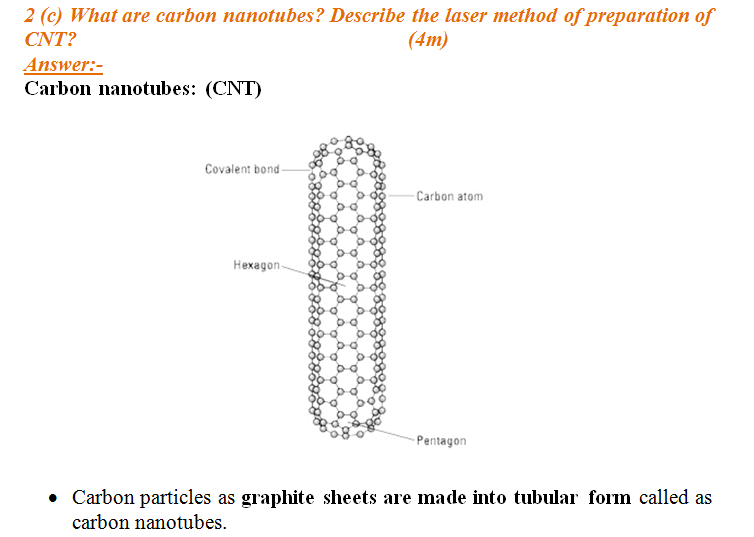 2 (c) What are carbon nanotubes? Describe the laser method of preparation of
CNT? (4m)
Answer:-
Carbon nanotubes: (CNT)
Covalent bond
Carbon atom
Hexagon
Pentagon
• Carbon particles as graphite sheets are made into tubular form called as
carbon nanotubes.